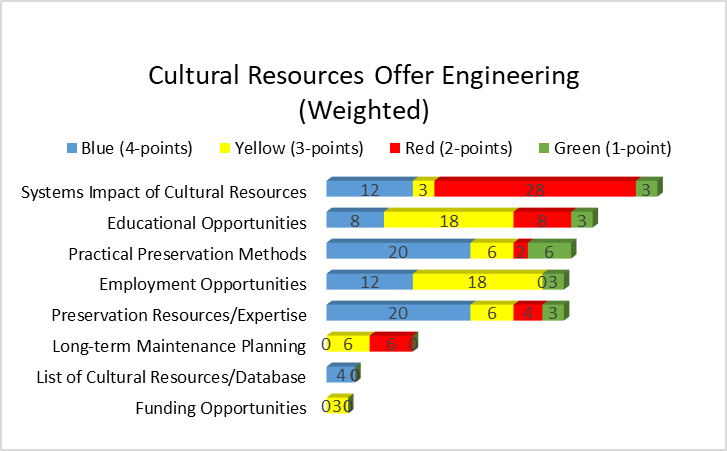 Cultural Resources Offer Engineering
(Weighted)
Blue (4-points) Yellow (3-points) Red (2-points) Green (1-point)
Systems Impact of Cultural Resources 12 3 28 3
Educational Opportunities 8 18 8 3
Practical Preservation Methods 20 6 2 6
Employment Opportunities 12 18 0 3
Preservation Resources/Expertise 20 6 4 3
Long-term Maintenance Planning 0 6 6 0
List of Cultural Resources/Database 4 0
Funding Opportunities 0 3 0